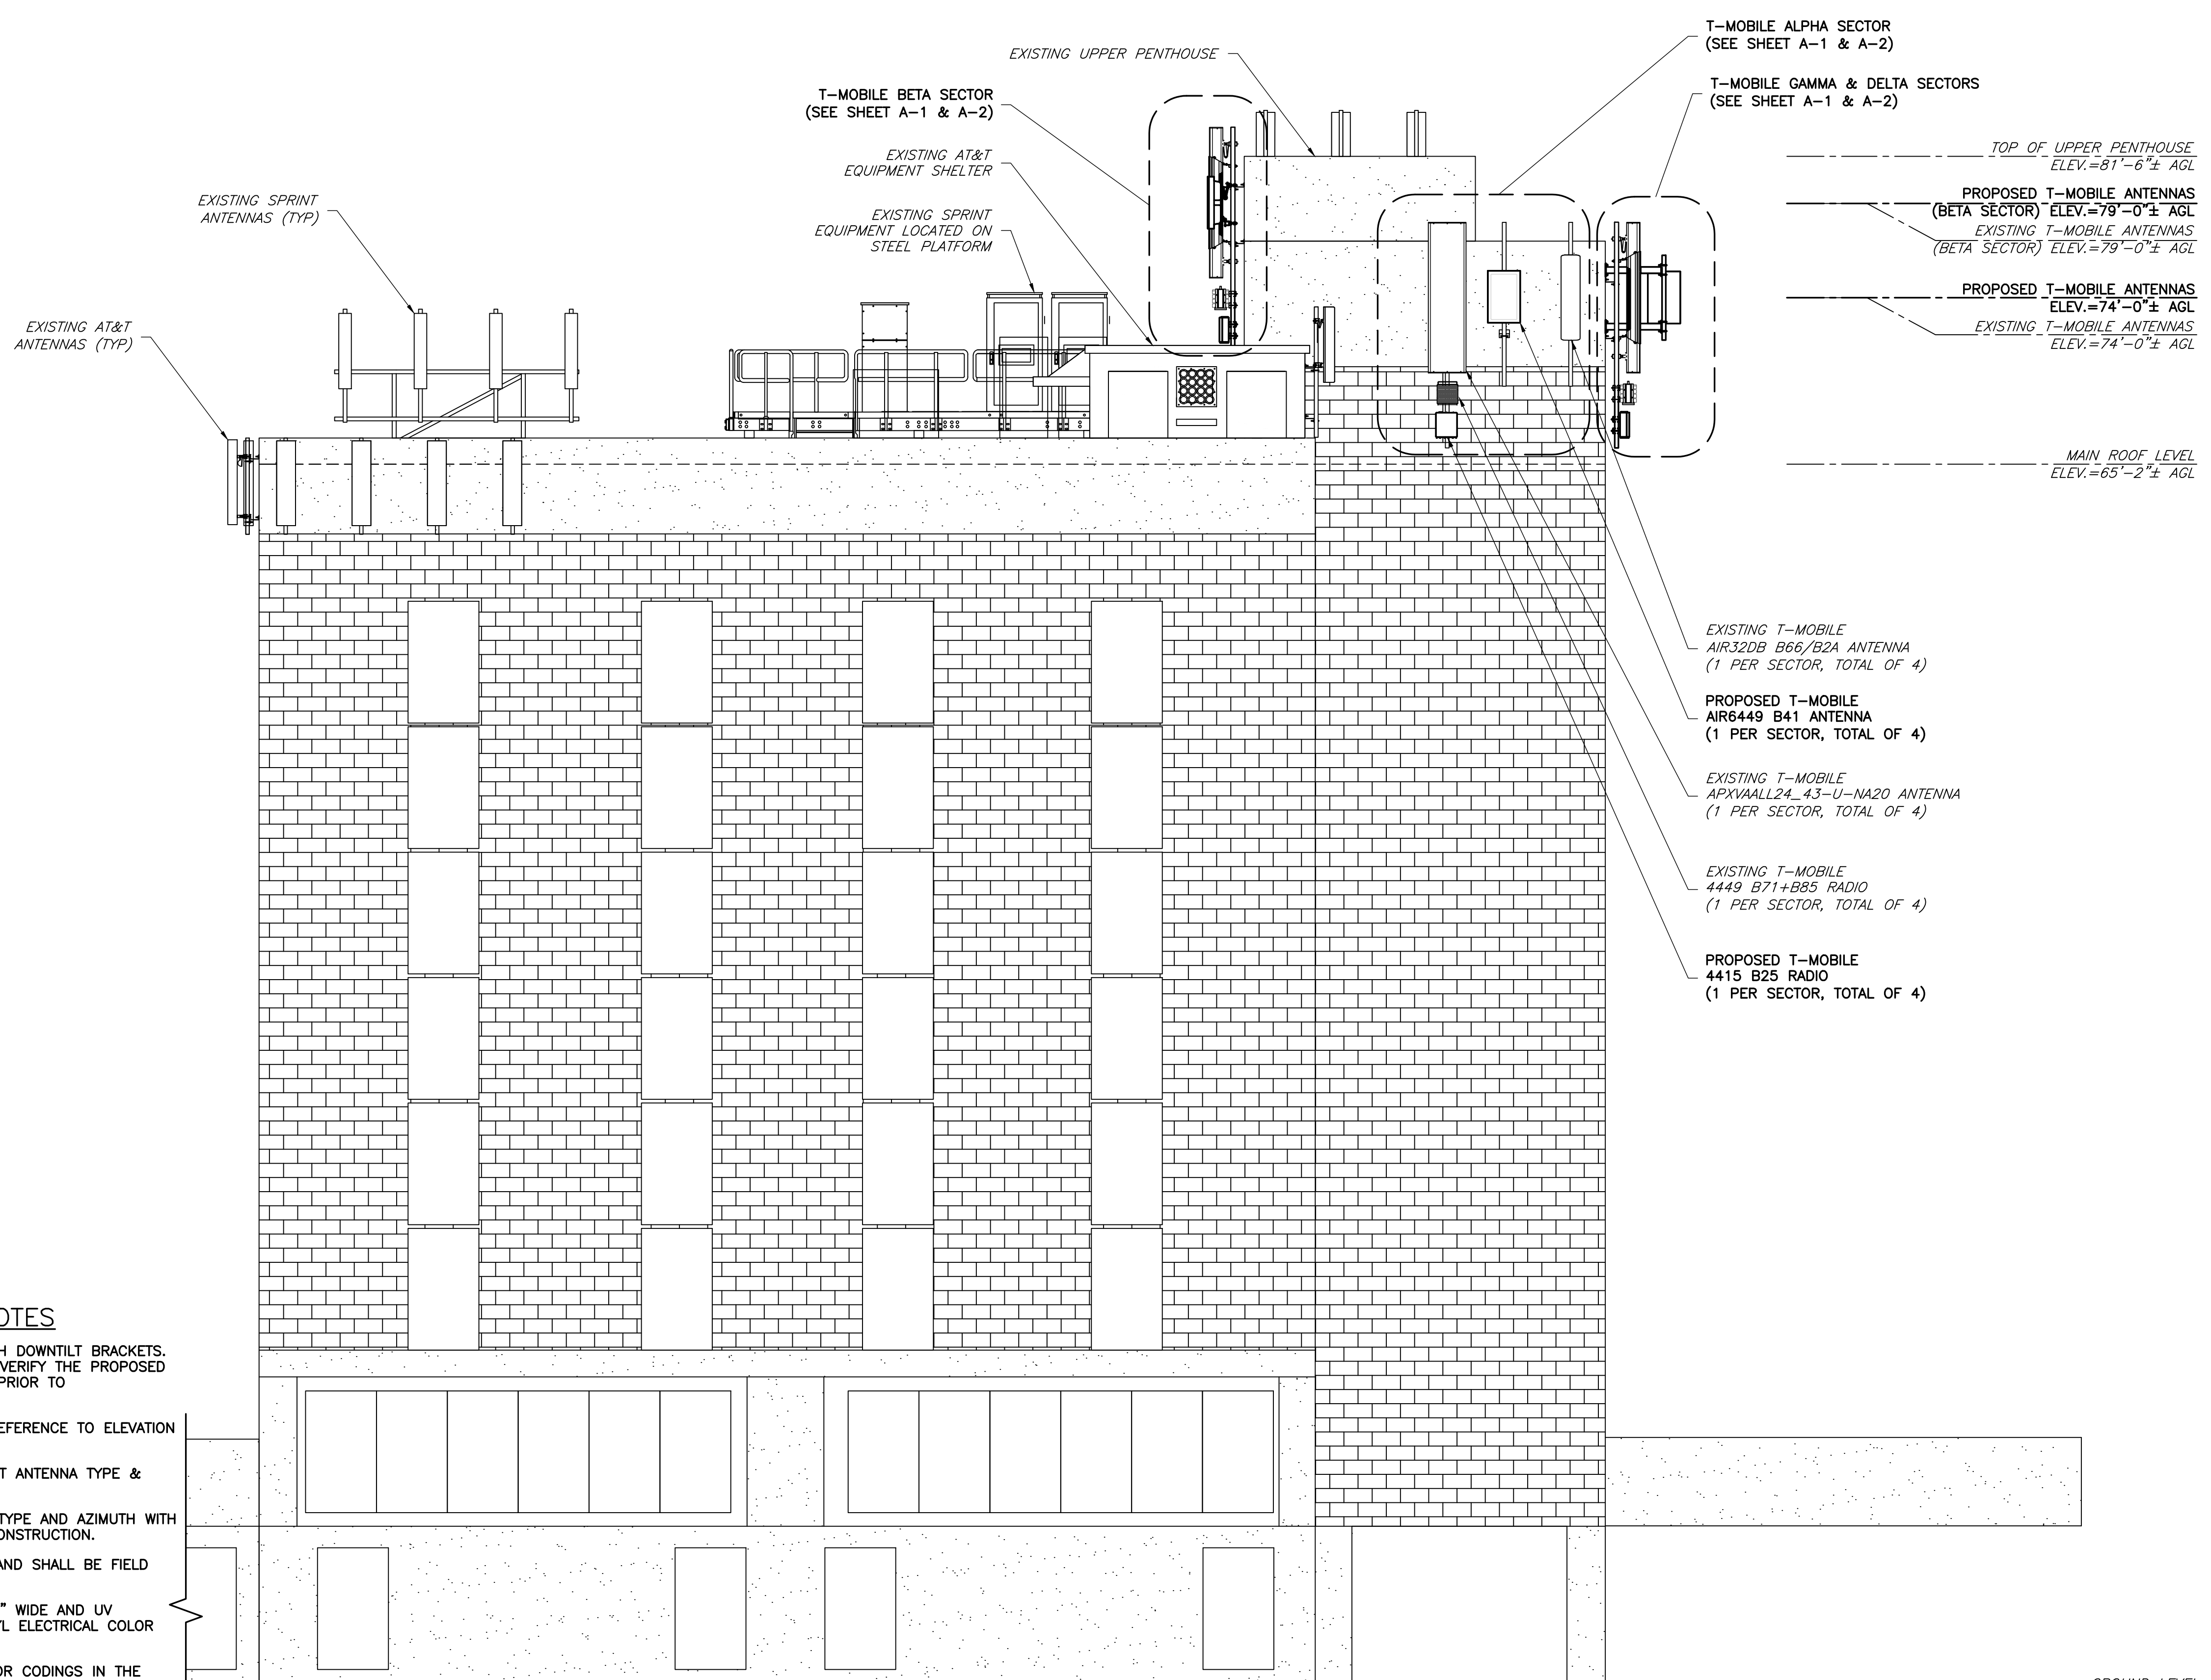 T-MOBILE ALPHA SECTOR
(SEE SHEET A-1 & A-2)
EXISTING UPPER PENTHOUSE
T-MOBILE GAMMA & DELTA SECTORS
(SEE SHEET A-1 & A-2)
T-MOBILE BETA SECTOR
(SEE SHEET A-1 & A-2)
EXISTING AT&T
EQUIPMENT SHELTER
EXISTING SPRINT
EQUIPMENT LOCATED ON
STEEL PLATFORM
EXISTING SPRINT
ANTENNAS (TYP)
EXISTING AT&T
ANTENNAS (TYP)
TOP OF UPPER PENTHOUSE
ELEV.=81'-6"± AGL
PROPOSED T-MOBILE ANTENNAS
(BETA SECTOR) ELEV.=79'-0"± AGL
EXISTING T-MOBILE ANTENNAS
(BETA SECTOR) ELEV.=79'-0"± AGL
PROPOSED T-MOBILE ANTENNAS
ELEV.=74'-0"± AGL
EXISTING T-MOBILE ANTENNAS
ELEV.=74'-0"± AGL
MAIN ROOF LEVEL
ELEV.=65'-2"± AGL
EXISTING T-MOBILE
AIR32DB B66/B2A ANTENNA
(1 PER SECTOR, TOTAL OF 4)
PROPOSED T-MOBILE
AIR6449 B41 ANTENNA
(1 PER SECTOR, TOTAL OF 4)
EXISTING T-MOBILE
APXVAALL24_43-U-NA20 ANTENNA
(1 PER SECTOR, TOTAL OF 4)
EXISTING T-MOBILE
4449 B71+B85 RADIO
(1 PER SECTOR, TOTAL OF 4)
PROPOSED T-MOBILE
4415 B25 RADIO
(1 PER SECTOR, TOTAL OF 4)
OTES
H DOWNTILT BRACKETS.
VERIFY THE PROPOSED
PRIOR TO
EFERENCE TO ELEVATION
T ANTENNA TYPE &
TYPE AND AZIMUTH WITH
ONSTRUCTION.
AND SHALL BE FIELD
" WIDE AND UV
YL ELECTRICAL COLOR
OR CODINGS IN THE
GROUND LEVEL